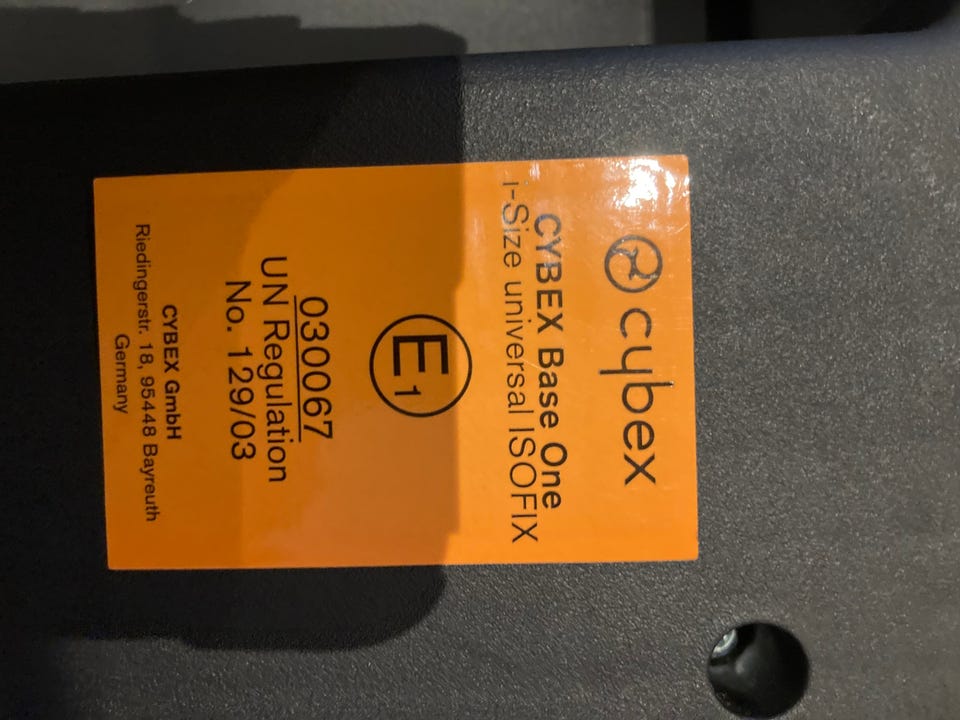 cybex
CYBEX Base One
i-Size universal ISOFIX
E1
030067
UN Regulation
No. 129/03
CYBEX GmbH
Riedingerstr. 18, 95448 Bayreuth
Germany